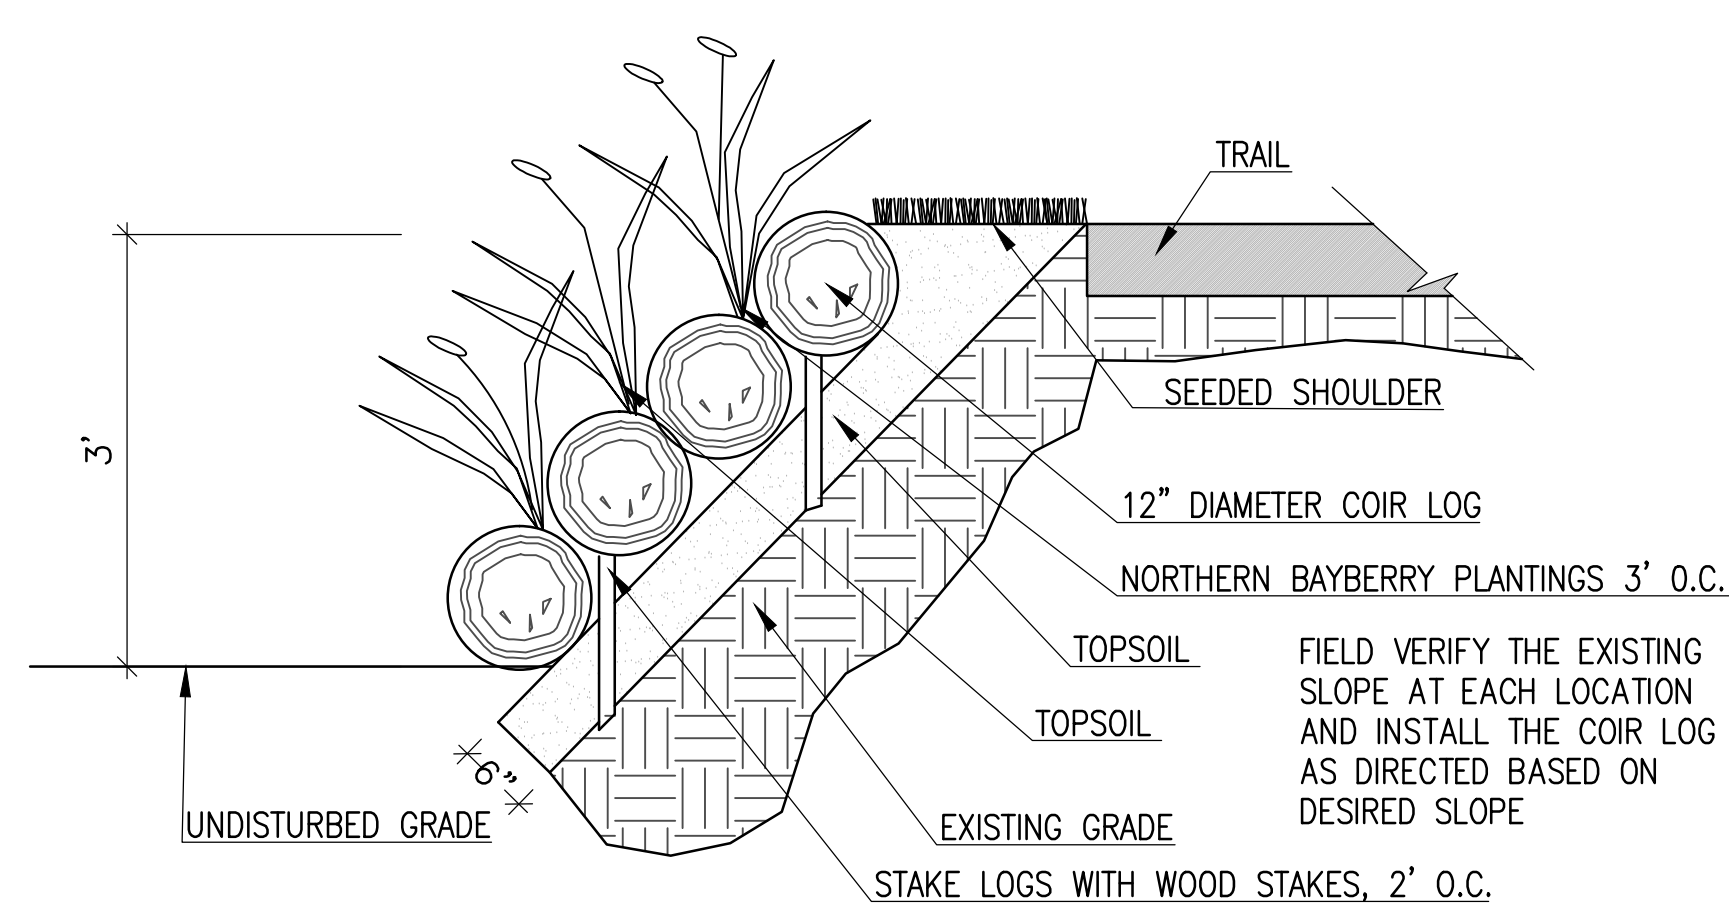 TRAIL
3'
SEEDED SHOULDER
12" DIAMETER COIR LOG
NORTHERN BAYBERRY PLANTINGS 3' O.C.
TOPSOIL
TOPSOIL
FIELD VERIFY THE EXISTING
SLOPE AT EACH LOCATION
AND INSTALL THE COIR LOG
AS DIRECTED BASED ON
DESIRED SLOPE
6"
UNDISTURBED GRADE
EXISTING GRADE
STAKE LOGS WITH WOOD STAKES, 2' O.C.